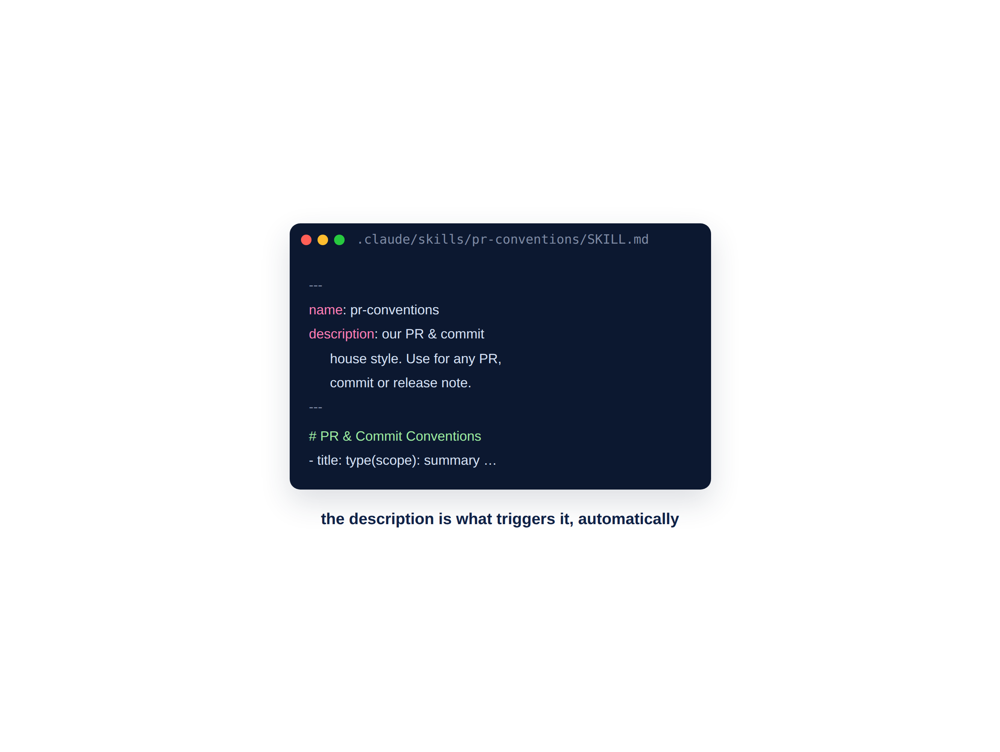 .claude/skills/pr-conventions/SKILL.md
---
name: pr-conventions
description: our PR & commit
house style. Use for any PR,
commit or release note.
---
# PR & Commit Conventions
- title: type(scope): summary …
the description is what triggers it, automatically